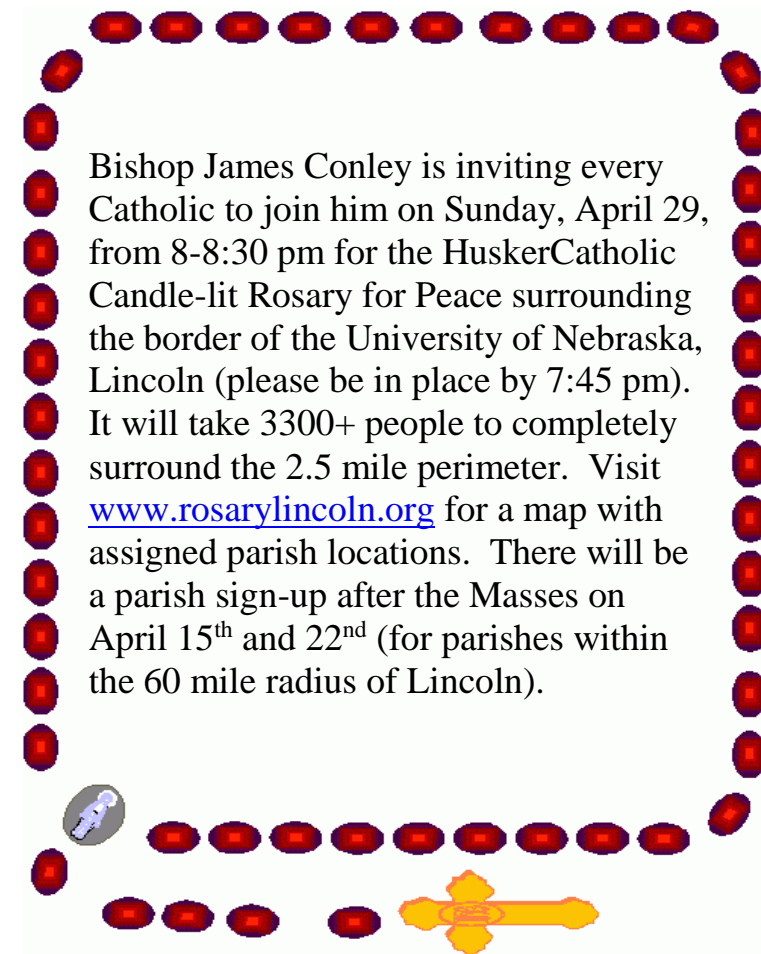 Bishop James Conley is inviting every
Catholic to join him on Sunday, April 29,
from 8-8:30 pm for the HuskerCatholic
Candle-lit Rosary for Peace surrounding
the border of the University of Nebraska,
Lincoln (please be in place by 7:45 pm).
It will take 3300+ people to completely
surround the 2.5 mile perimeter.  Visit
www.rosarylincoln.org for a map with
assigned parish locations.  There will be
a parish sign-up after the Masses on
April 15th and 22nd (for parishes within
the 60 mile radius of Lincoln).